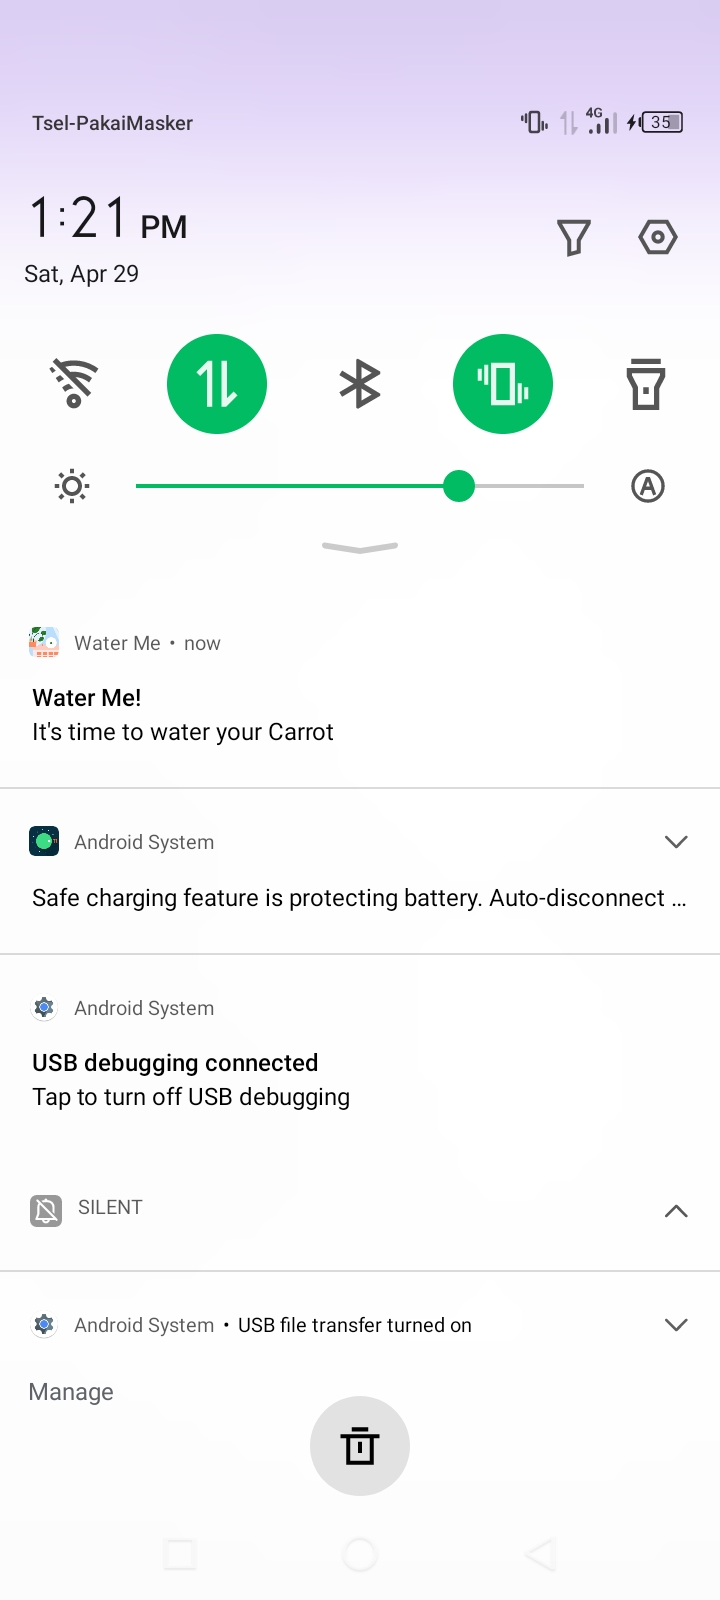 Tsel-PakaiMasker
4G
35
1:21 PM
Sat, Apr 29
A
Water Me • now
Water Me!
It's time to water your Carrot
Android System
Safe charging feature is protecting battery. Auto-disconnect ...
Android System
USB debugging connected
Tap to turn off USB debugging
SILENT
Android System • USB file transfer turned on
Manage